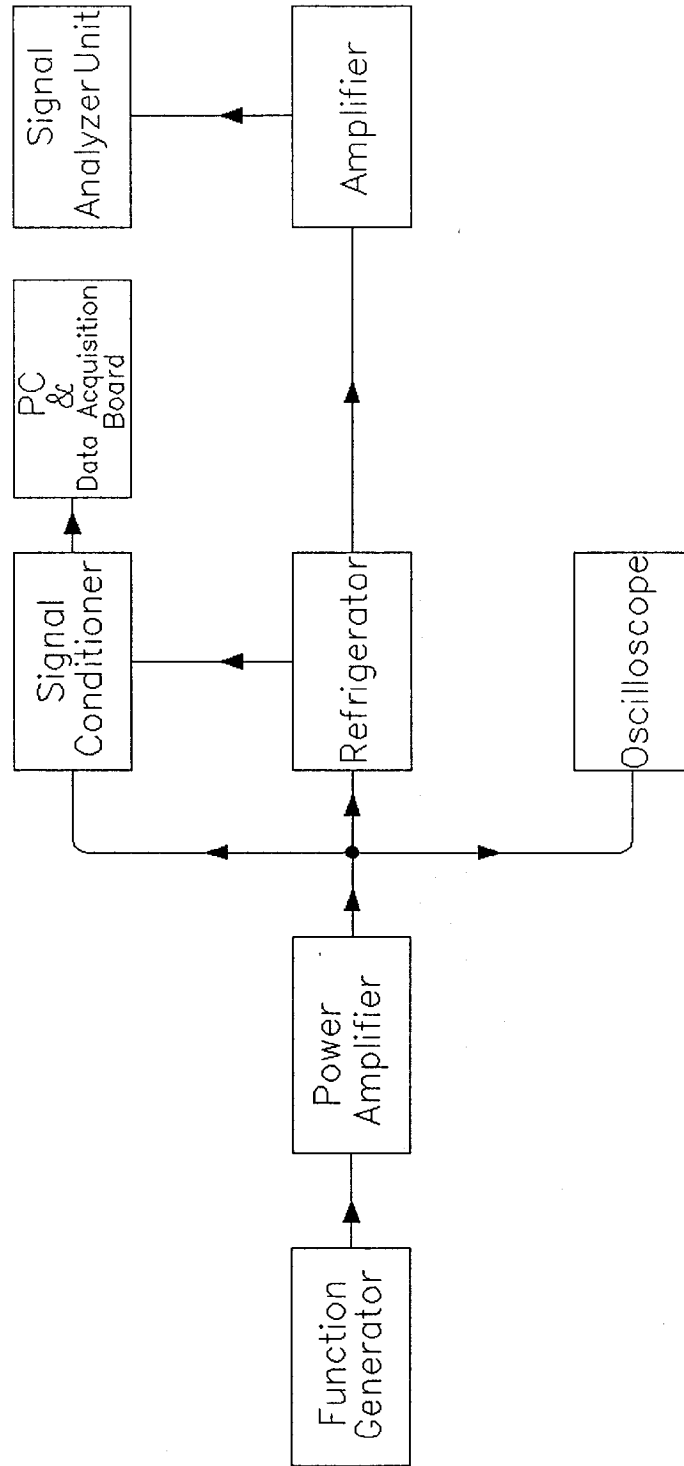 Signal
Analyzer Unit
PC
&
Data Acquisition
Board
Signal
Conditioner
Amplifier
Refrigerator
Oscilloscope
Power
Amplifier
Function
Generator